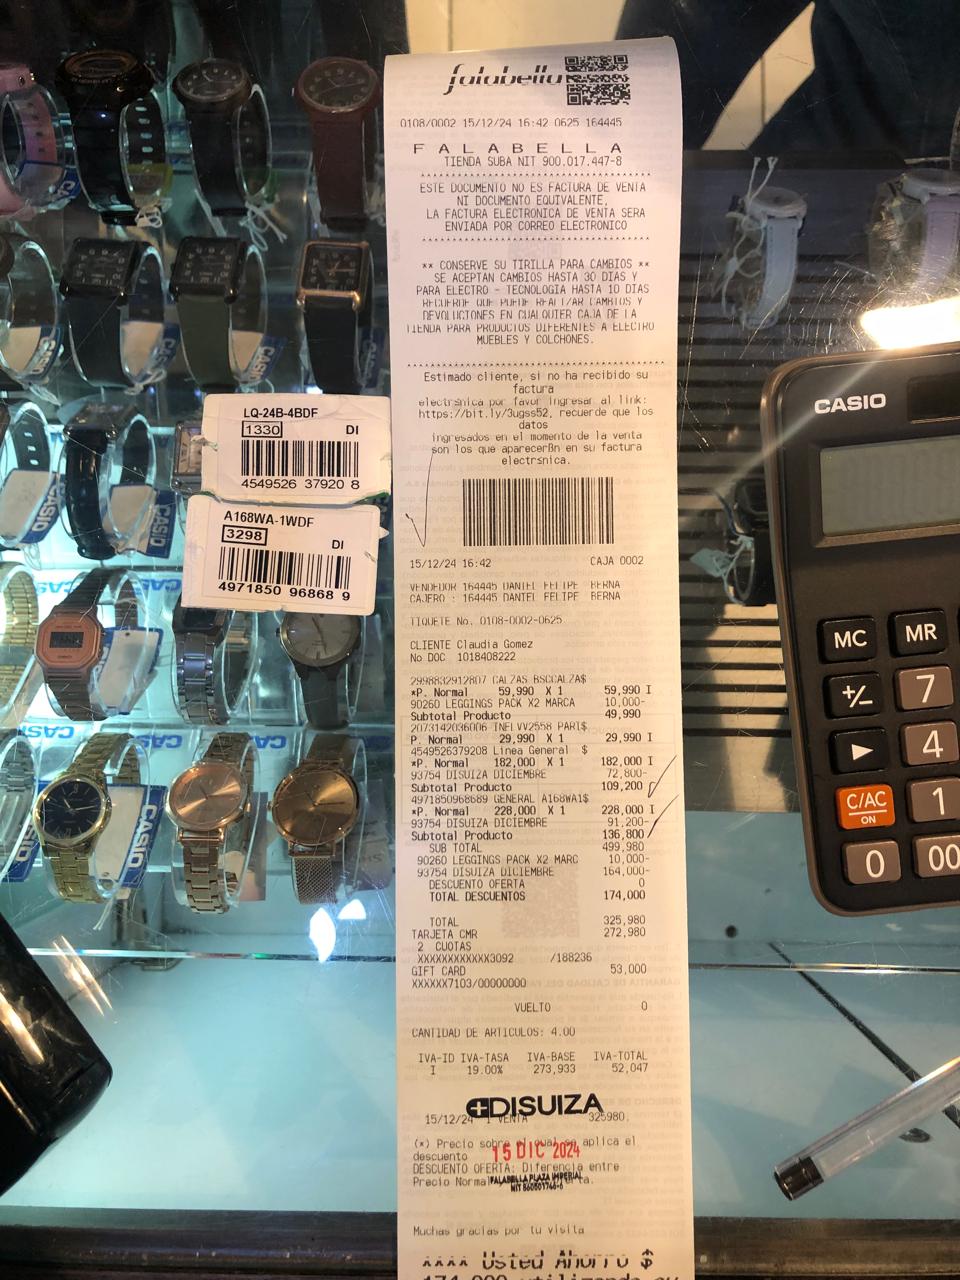 falabella
0108/0002 15/12/24 16:42 0625 164445
FALABELLA
TIENDA SUBA NIT 900.017.447-8
ESTE DOCUMENTO NO ES FACTURA DE VENTA
NI DOCUMENTO EQUIVALENTE,
LA FACTURA ELECTRONICA DE VENTA SERA
ENVIADA POR CORREO ELECTRONICO
** CONSERVE SU TIRILLA PARA CAMBIOS **
SE ACEPTAN CAMBIOS HASTA 30 DIAS Y
PARA ELECTRO - TECNOLOGIA HASTA 10 DIAS
RECUERDE QUE PUEDE REALIZAR CAMBIOS Y
DEVOLUCIONES EN CUALQUIER CAJA DE LA
TIENDA PARA PRODUCTOS DIFERENTES A ELECTRO
MUEBLES Y COLCHONES.
Estimado cliente, si no ha recibido su
factura
electrsnica por favor ingresar al link:
https://bit.ly/3ugss52, recuerde que los
datos
ingresados en el momento de la venta
son los que aparecerBn en su factura
electrsnica.
15/12/24 16:42 CAJA 0002
VENDEDOR 164445 DANIEL FELIPE BERNA
CAJERO : 164445 DANIEL FELIPE BERNA
TIQUETE No. 0108-0002-0625
CLIENTE Claudia Gomez
No DOC 1018408222
2998832912807 CALZAS BSCCALZA$
*P. Normal 59,990 X 1 59,990 I
90260 LEGGINGS PACK X2 MARCA 10,000-
Subtotal Producto 49,990
2073142036006 INFLVV2558 PART$
P. Normal 29,990 X 1 29,990 I
4549526379208 Linea General $
*P. Normal 182,000 X 1 182,000 I
93754 DISUIZA DICIEMBRE 72,800-
Subtotal Producto 109,200
4971850968689 GENERAL A168WA1$
*P. Normal 228,000 X 1 228,000 I
93754 DISUIZA DICIEMBRE 91,200-
Subtotal Producto 136,800
SUB TOTAL 499,980
90260 LEGGINGS PACK X2 MARC 10,000-
93754 DISUIZA DICIEMBRE 164,000-
DESCUENTO OFERTA 0
TOTAL DESCUENTOS 174,000
TOTAL 325,980
TARJETA CMR 272,980
2 CUOTAS
XXXXXXXXXXXX3092 /188236
GIFT CARD 53,000
XXXXXX7103/00000000
VUELTO 0
CANTIDAD DE ARTICULOS: 4.00
IVA-ID IVA-TASA IVA-BASE IVA-TOTAL
I 19.00% 273,933 52,047
DISUIZA
15/12/24 1 VENTA 325980.
(*) Precio sobre el cual se aplica el
descuento
15 DIC 2024
DESCUENTO OFERTA: Diferencia entre
FALABELLA PLAZA IMPERIAL
Precio Normal
NIT
Muchas gracias por tu visita
**** Usted Ahorro $
174,000 utilizando su
LQ-24B-4BDF
1330 DI
4549526 37920 8
A168WA-1WDF
3298 DI
4971850 96868 9
CASIO
CASIO
CASIO
CASIO
CASIO
MC MR
+/- 7
▶ 4
C/AC
ON
1
0 00